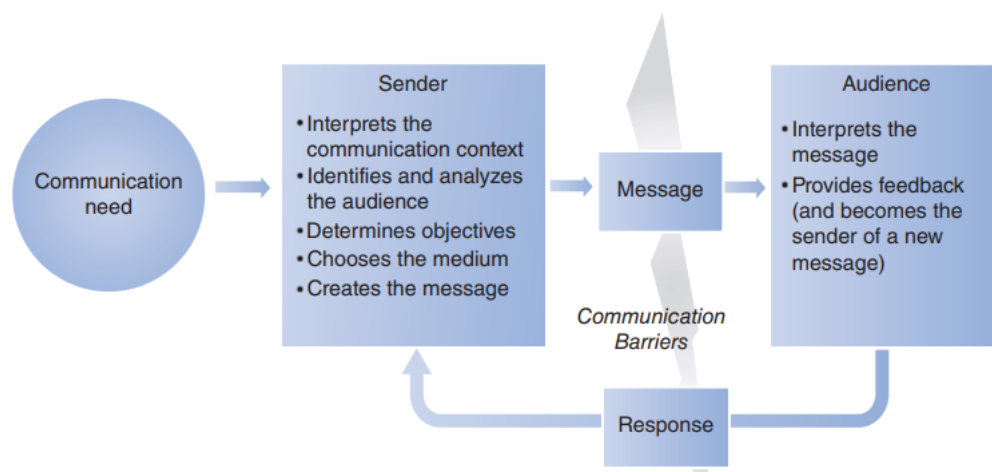 Communication
need
Sender
• Interprets the
communication context
• Identifies and analyzes
the audience
• Determines objectives
• Chooses the medium
• Creates the message
Message
Communication
Barriers
Response
Audience
• Interprets the
message
• Provides feedback
(and becomes the
sender of a new
message)